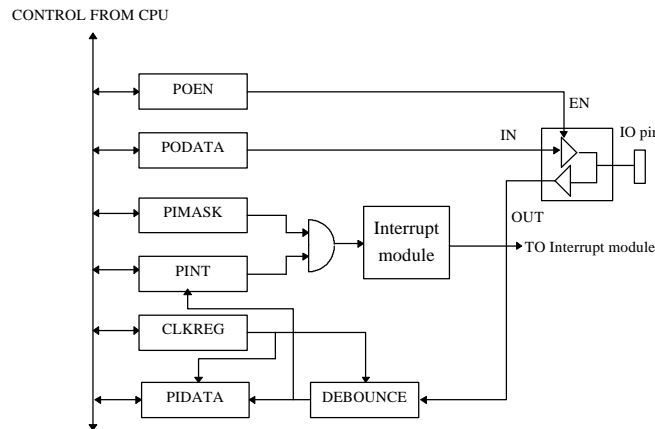 CONTROL FROM CPU
POEN
EN
PODATA
IN
IO pin
PIMASK
Interrupt
module
OUT
TO Interrupt module
PINT
CLKREG
PIDATA
DEBOUNCE